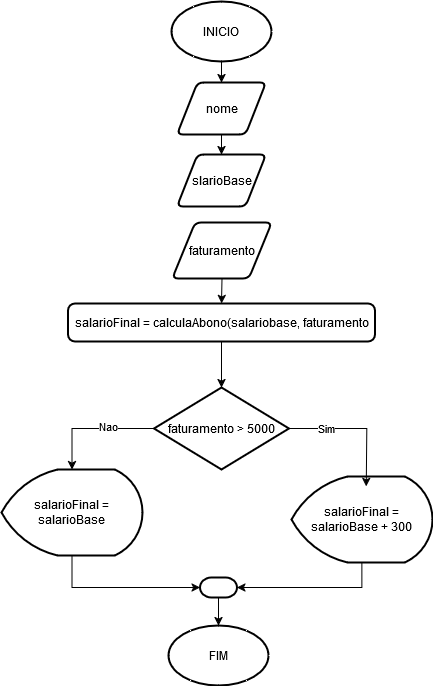 INICIO
nome
slarioBase
faturamento
salarioFinal = calculaAbono(salariobase, faturamento
faturamento > 5000
Nao
Sim
salarioFinal =
salarioBase
salarioFinal =
salarioBase + 300
FIM